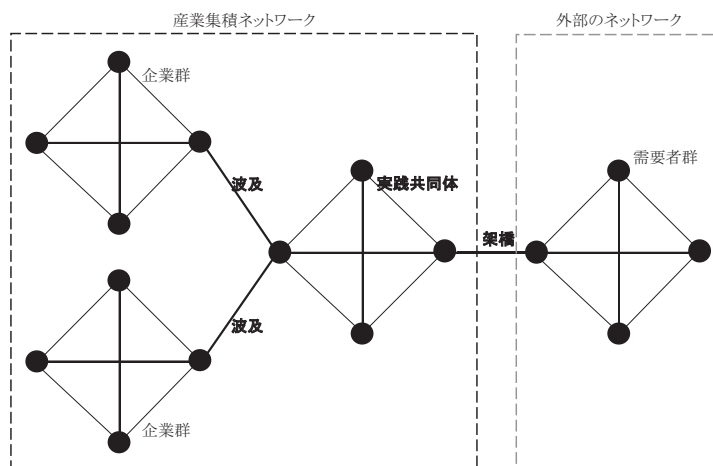 産業集積ネットワーク
外部のネットワーク
企業群
需要者群
波及
実践共同体
架橋
波及
企業群